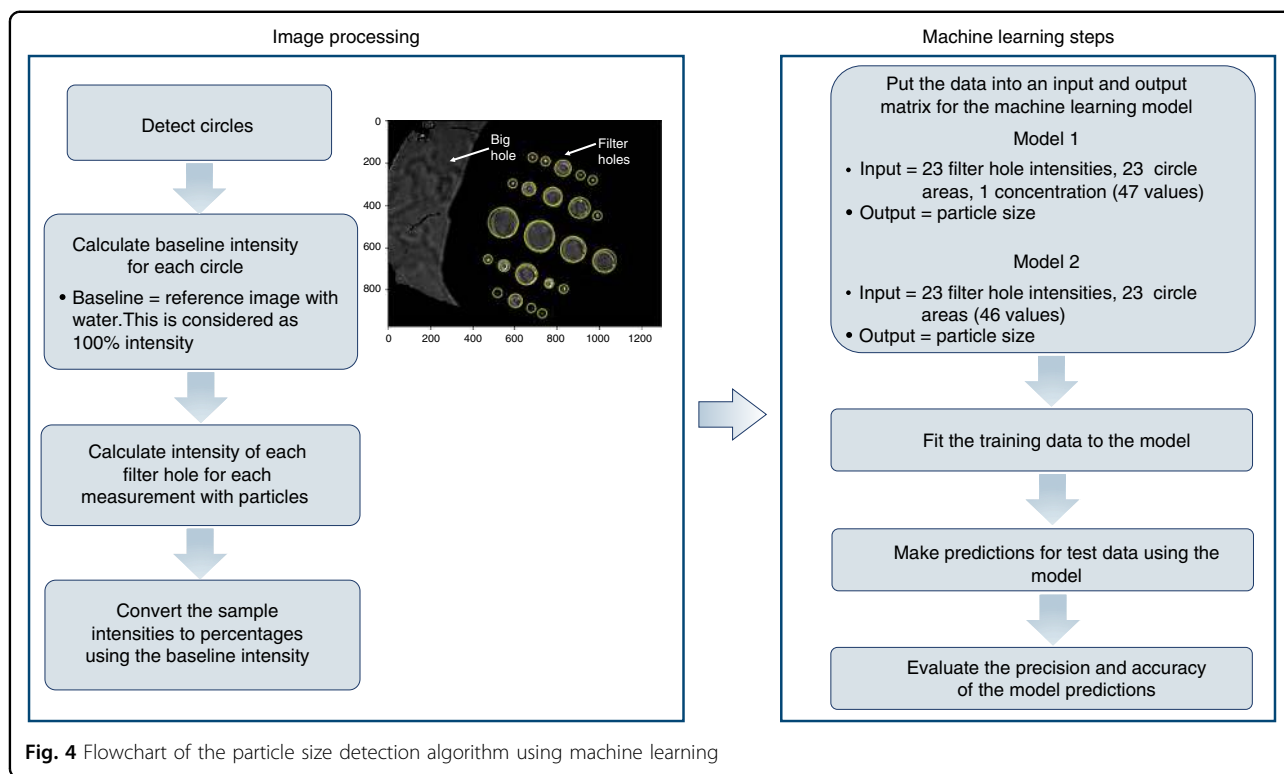 Image processing
Detect circles
Calculate baseline intensity
for each circle
• Baseline = reference image with
water.This is considered as
100% intensity
Calculate intensity of each
filter hole for each
measurement with particles
Convert the sample
intensities to percentages
using the baseline intensity
0
200
400
600
800
0 200 400 600 800 1000 1200
Big
hole
Filter
holes
Machine learning steps
Put the data into an input and output
matrix for the machine learning model
Model 1
• Input = 23 filter hole intensities, 23 circle
areas, 1 concentration (47 values)
• Output = particle size
Model 2
• Input = 23 filter hole intensities, 23 circle
areas (46 values)
• Output = particle size
Fit the training data to the model
Make predictions for test data using the
model
Evaluate the precision and accuracy
of the model predictions
Fig. 4 Flowchart of the particle size detection algorithm using machine learning